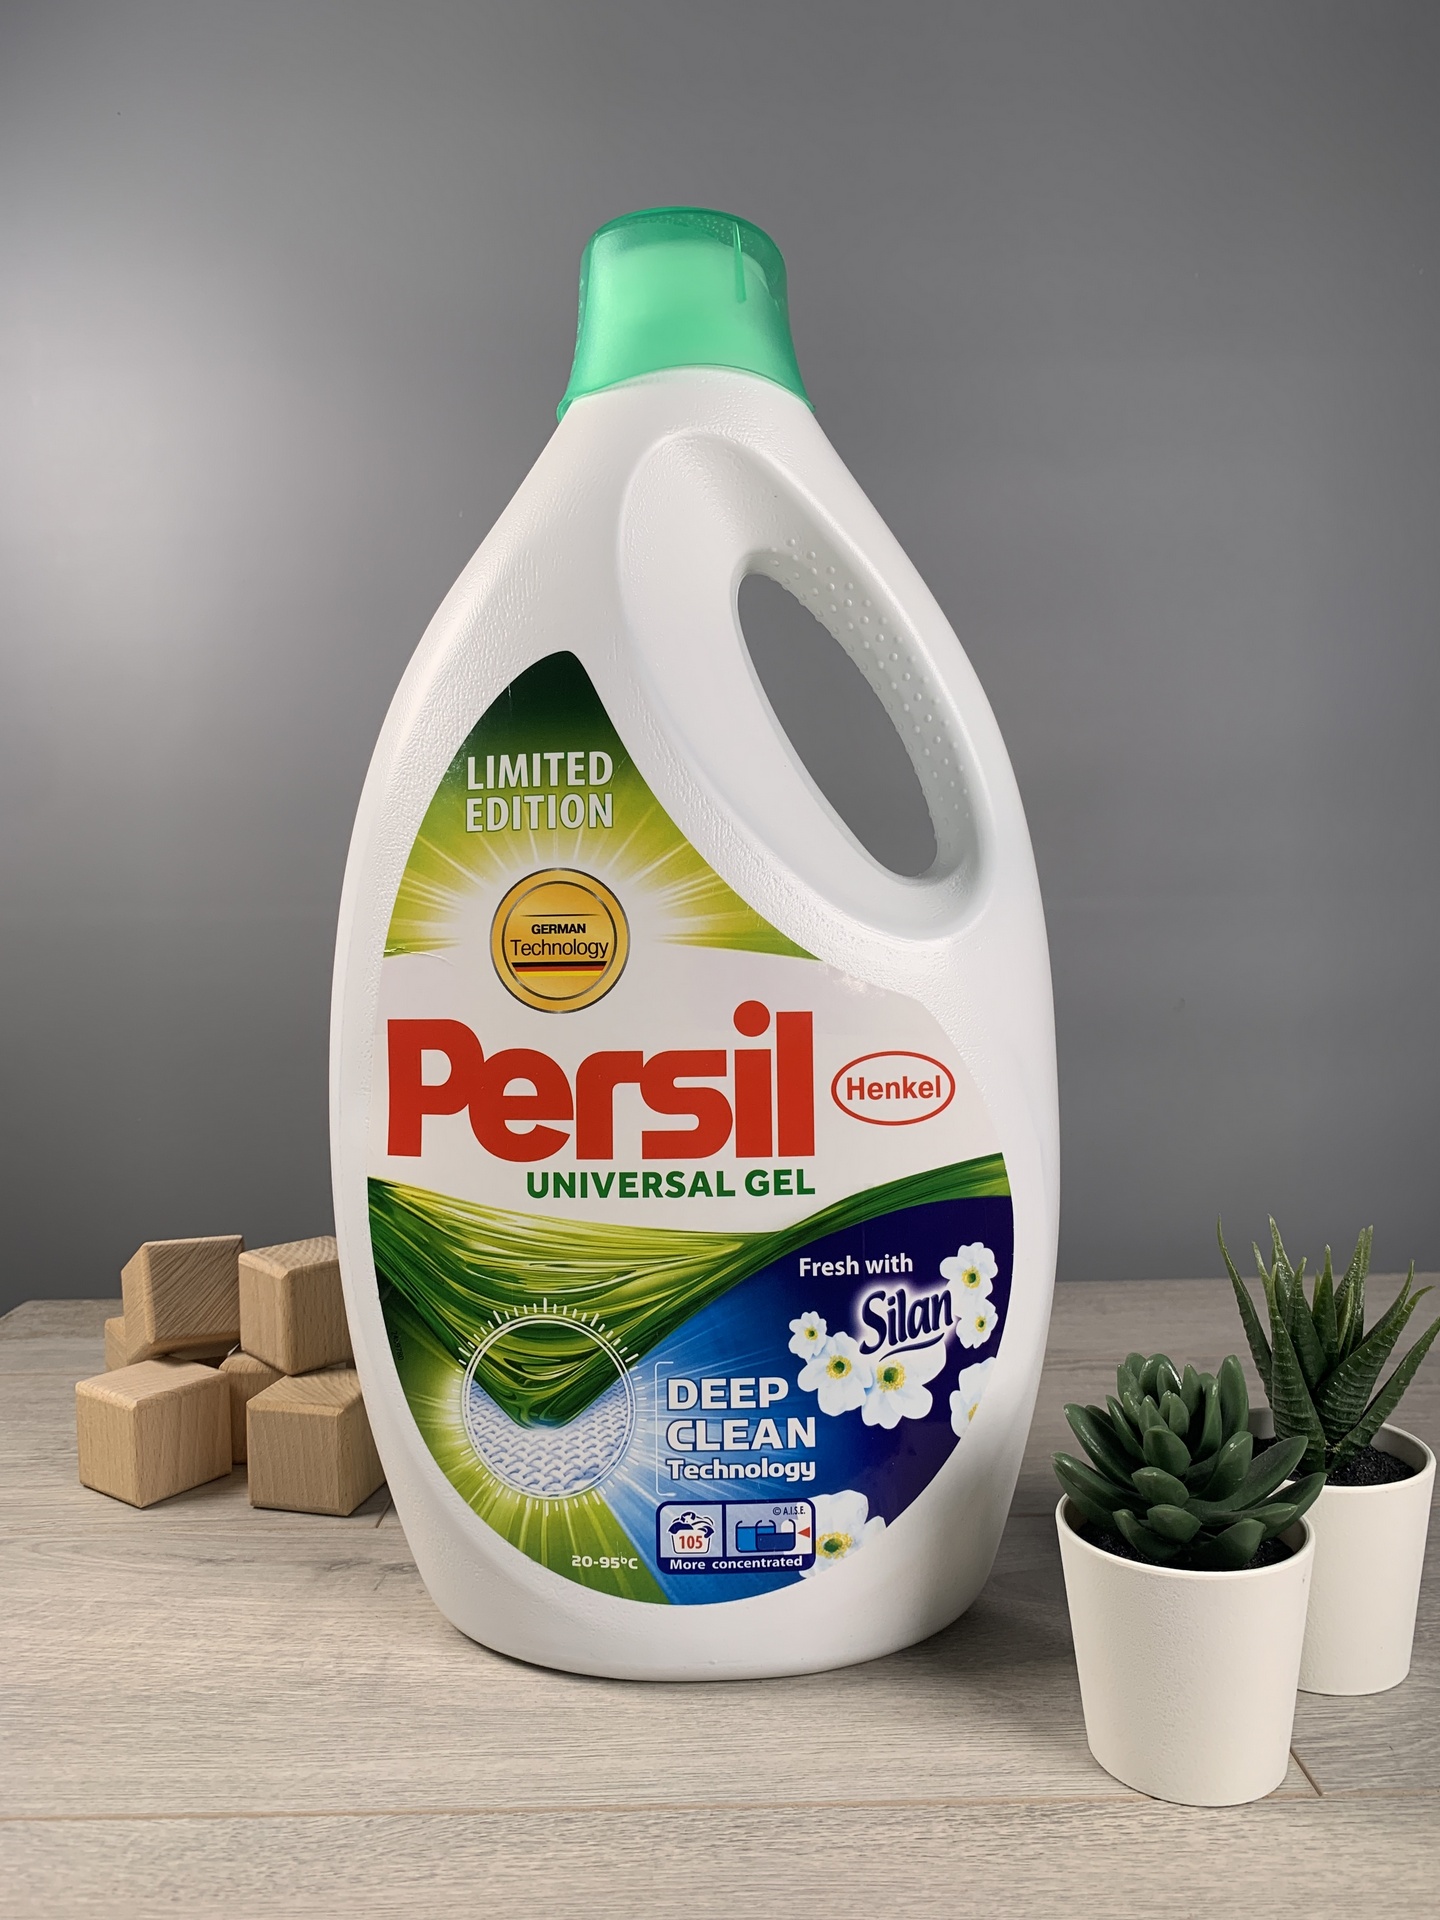 LIMITED
EDITION
GERMAN
Technology
Persil
Henkel
UNIVERSAL GEL
Fresh with
Silan
DEEP
CLEAN
Technology
© A.I.S.E.
105
More concentrated
20-95°C